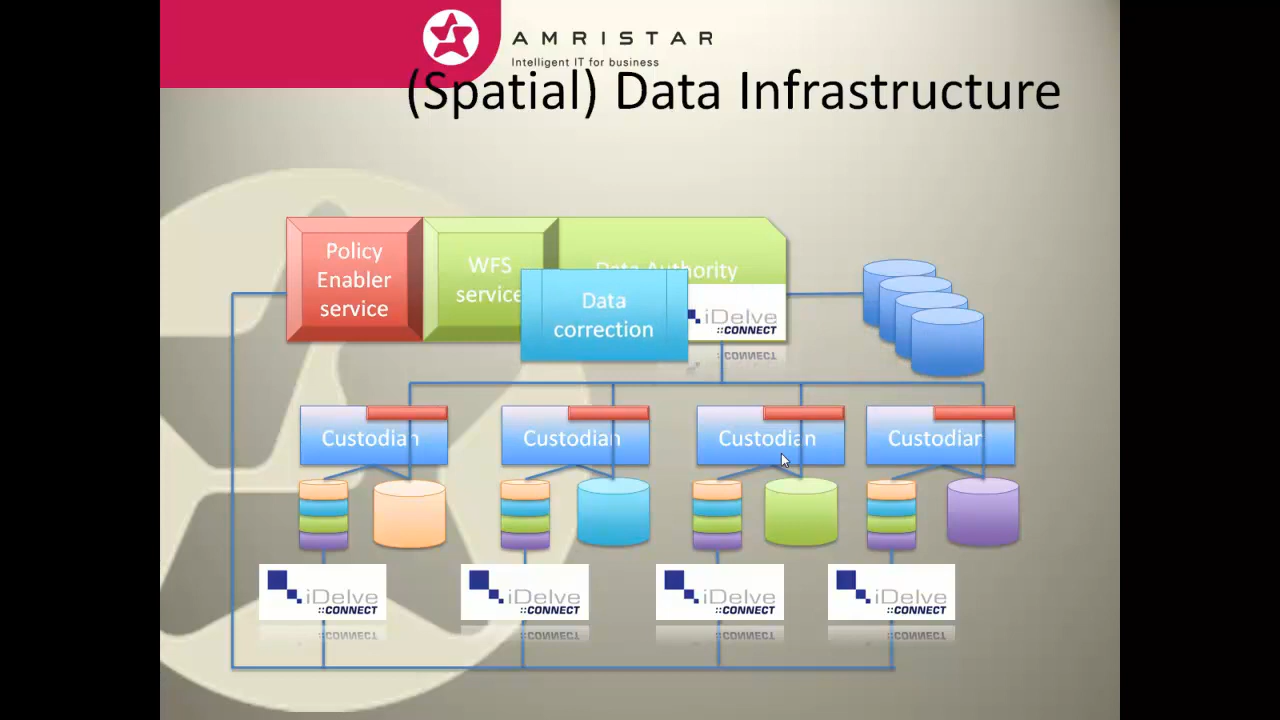 AMRISTAR
Intelligent IT for business
(Spatial) Data Infrastructure
Policy
Enabler
service
WFS
service
Data Authority
Data
correction
iDelve
::CONNECT
Custodian
Custodian
Custodian
Custodian
iDelve
::CONNECT
iDelve
::CONNECT
iDelve
::CONNECT
iDelve
::CONNECT